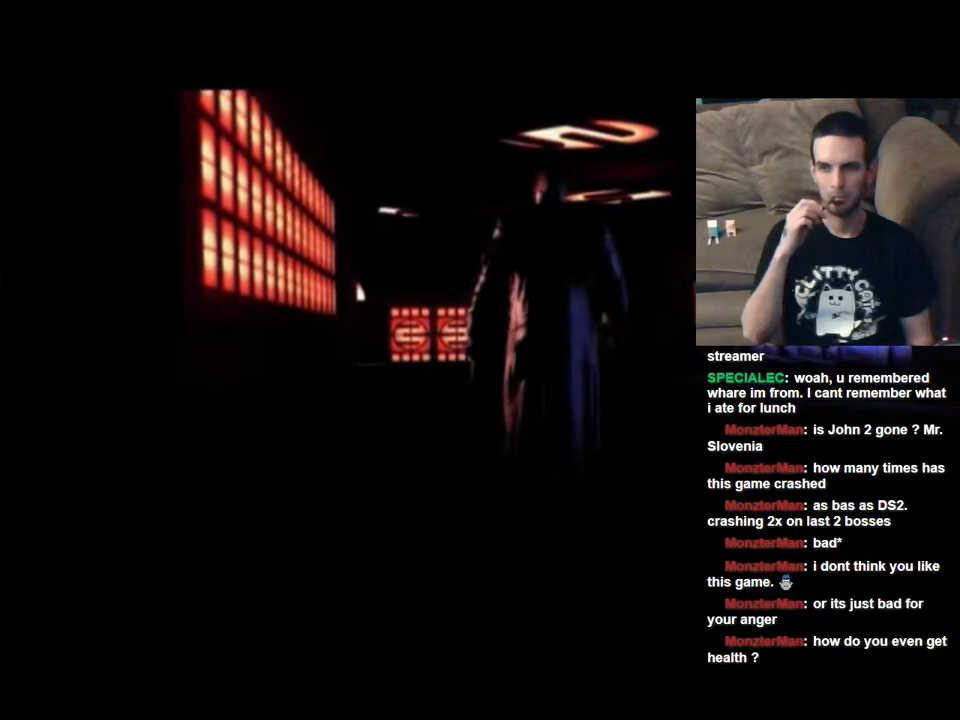 CLITTY
streamer
SPECIALEC: woah, u remembered
whare im from. I cant remember what
i ate for lunch
MonzterMan: is John 2 gone ? Mr.
Slovenia
MonzterMan: how many times has
this game crashed
MonzterMan: as bas as DS2.
crashing 2x on last 2 bosses
MonzterMan: bad*
MonzterMan: i dont think you like
this game.
MonzterMan: or its just bad for
your anger
MonzterMan: how do you even get
health ?